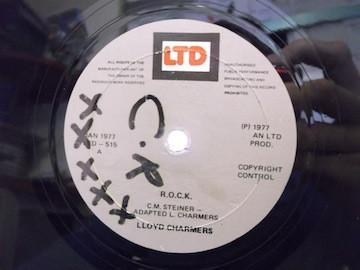 LTD
ALL RIGHTS OF THE
MANUFACTURER AND OF
THE OWNER OF THE
RECORDED WORK RESERVED
UNAUTHORISED
PUBLIC PERFORMANCE
BROADCASTING AND
COPYING OF THIS RECORD
PROHIBITED
C.P
X X X X X
JAN 1977
LTD - 515
A
(P) 1977
AN LTD
PROD.
COPYRIGHT
CONTROL
R.O.C.K.
C.M. STEINER -
ADAPTED L. CHARMERS
LLOYD CHARMERS